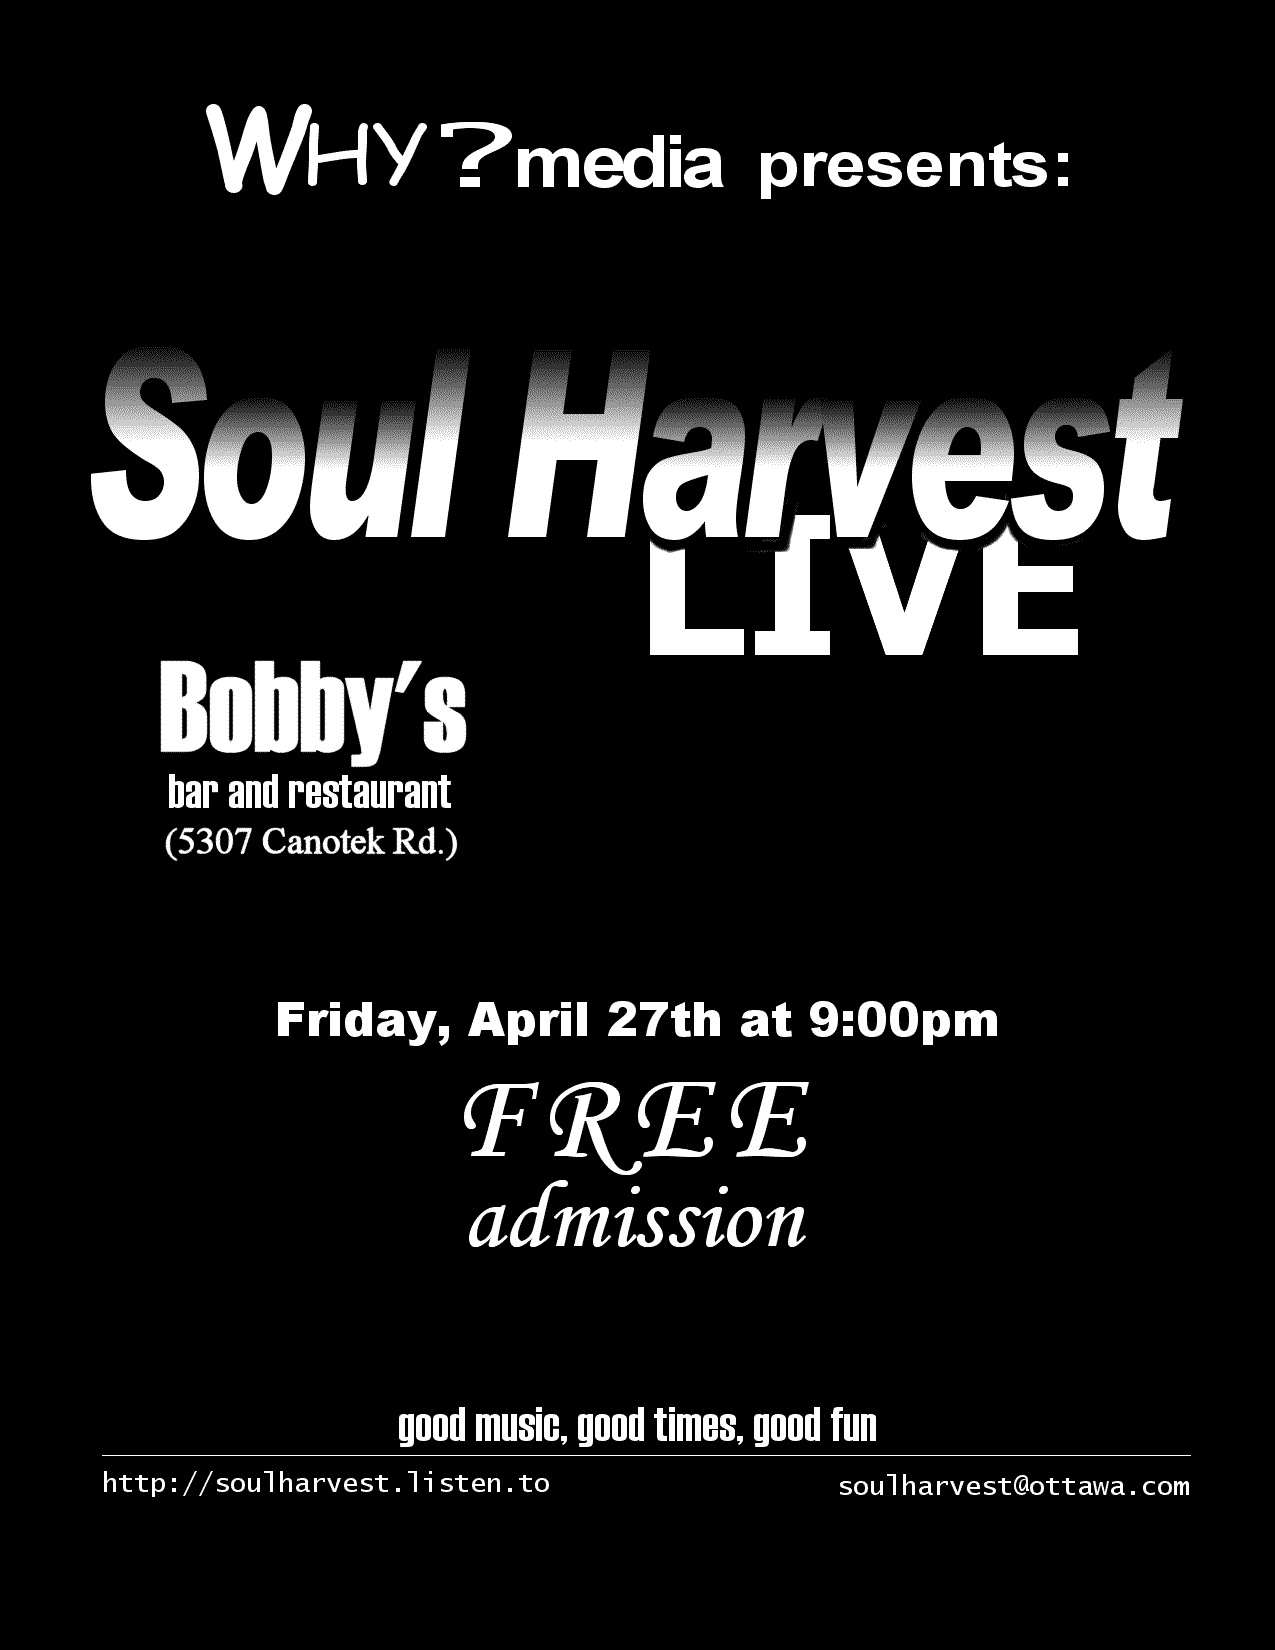 WHY?media presents:
Soul Harvest
LIVE
Bobby's
bar and restaurant
(5307 Canotek Rd.)
Friday, April 27th at 9:00pm
FREE
admission
good music, good times, good fun
http://soulharvest.listen.to
soulharvest@ottawa.com